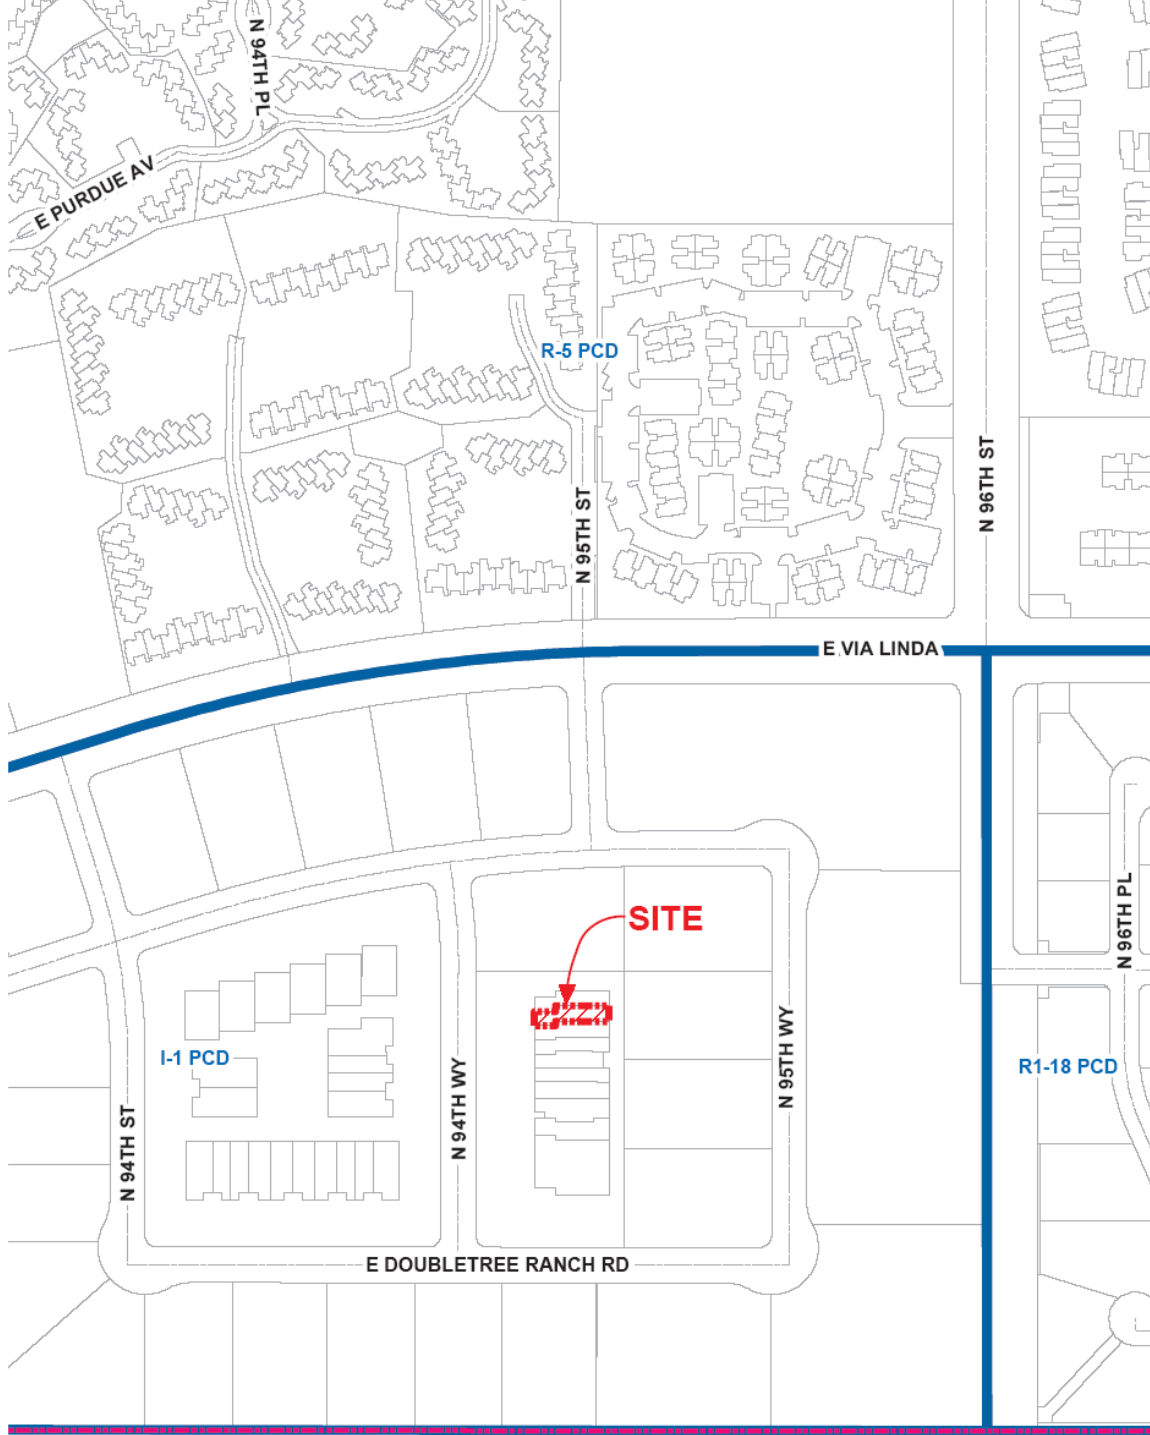 N 94TH PL
E PURDUE AV
R-5 PCD
N 96TH ST
N 95TH ST
E VIA LINDA
N 96TH PL
SITE
I-1 PCD
N 94TH WY
N 95TH WY
R1-18 PCD
N 94TH ST
E DOUBLETREE RANCH RD